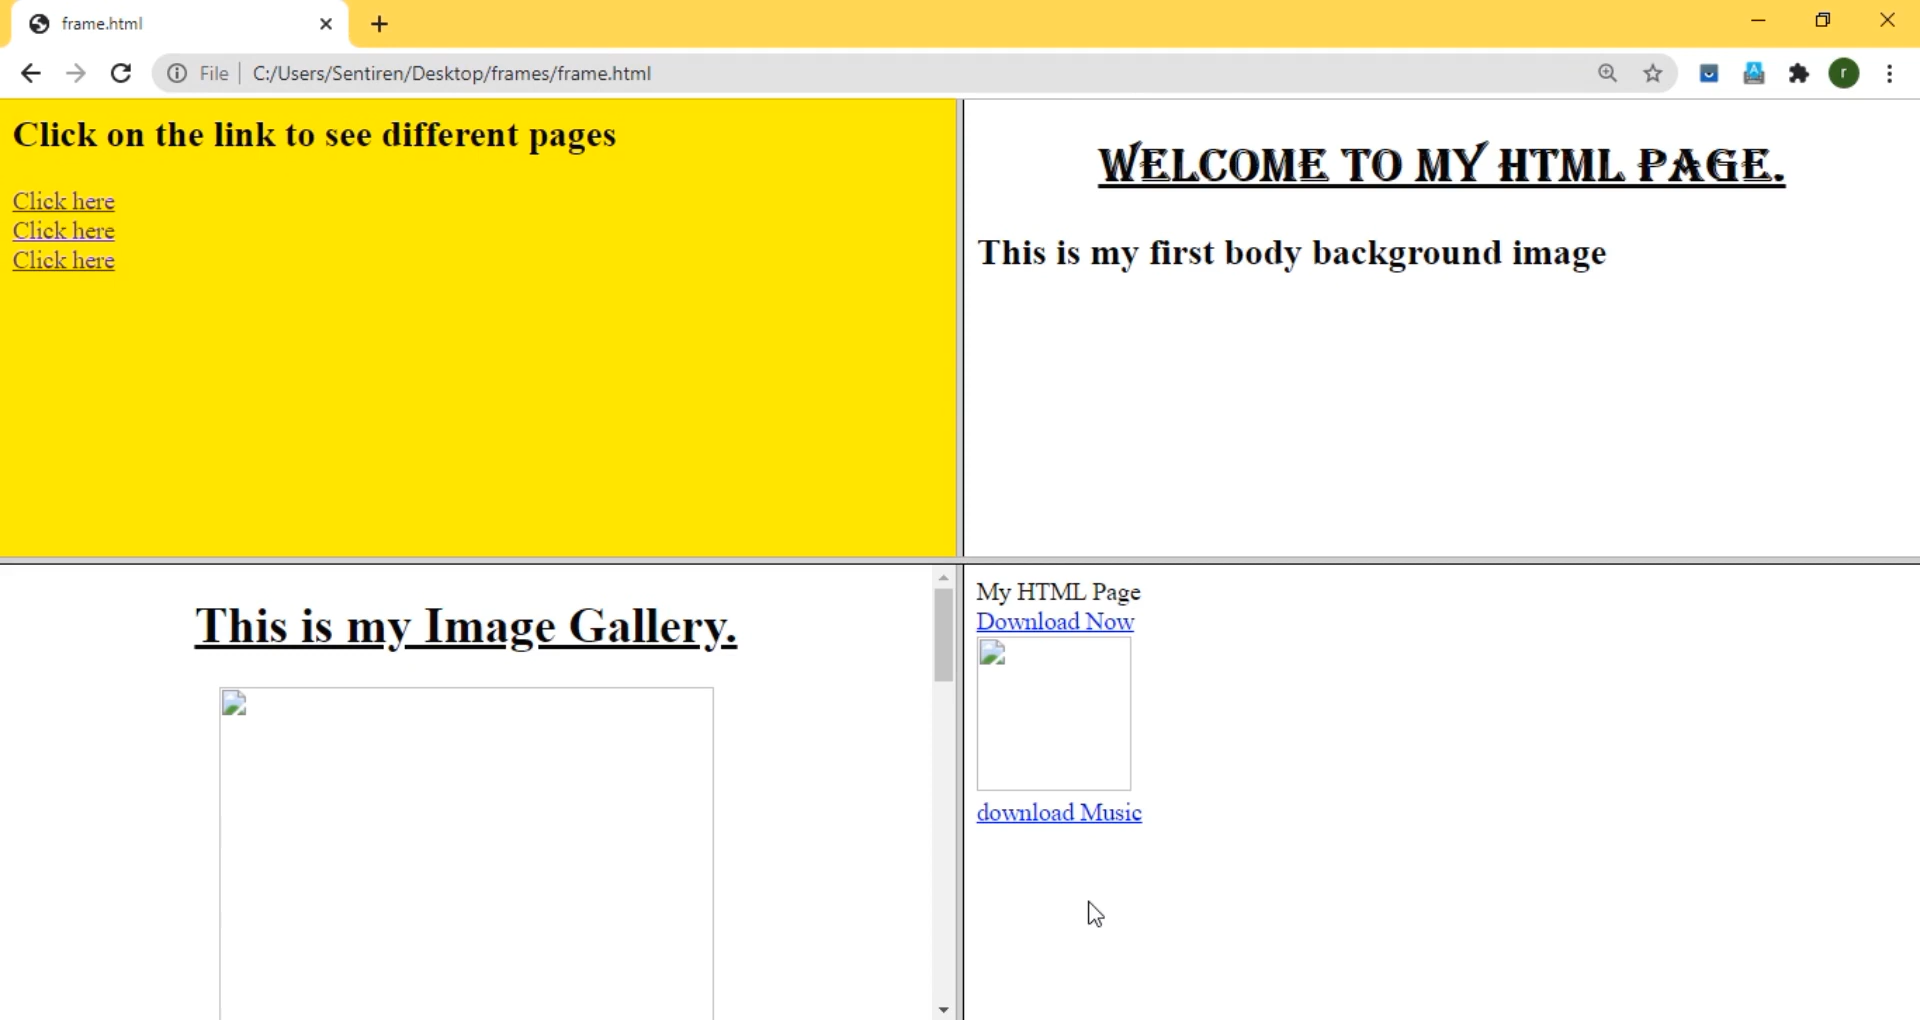 frame.html
File
C:/Users/Sentiren/Desktop/frames/frame.html
r
Click on the link to see different pages
Click here
Click here
Click here
WELCOME TO MY HTML PAGE.
This is my first body background image
This is my Image Gallery.
My HTML Page
Download Now
download Music